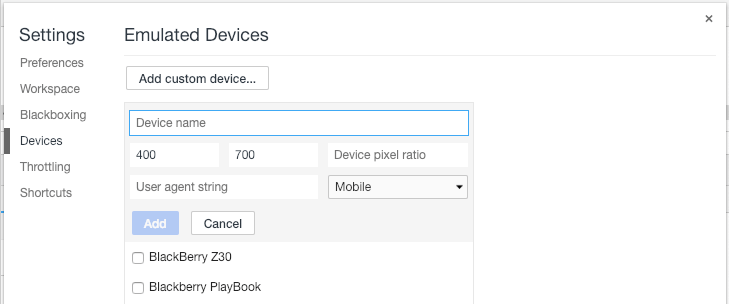 ×
Settings
Emulated Devices
Preferences
Workspace
Add custom device...
Blackboxing
Device name
Devices
400 700 Device pixel ratio
Throttling
User agent string Mobile
Shortcuts
Add Cancel
BlackBerry Z30
Blackberry PlayBook